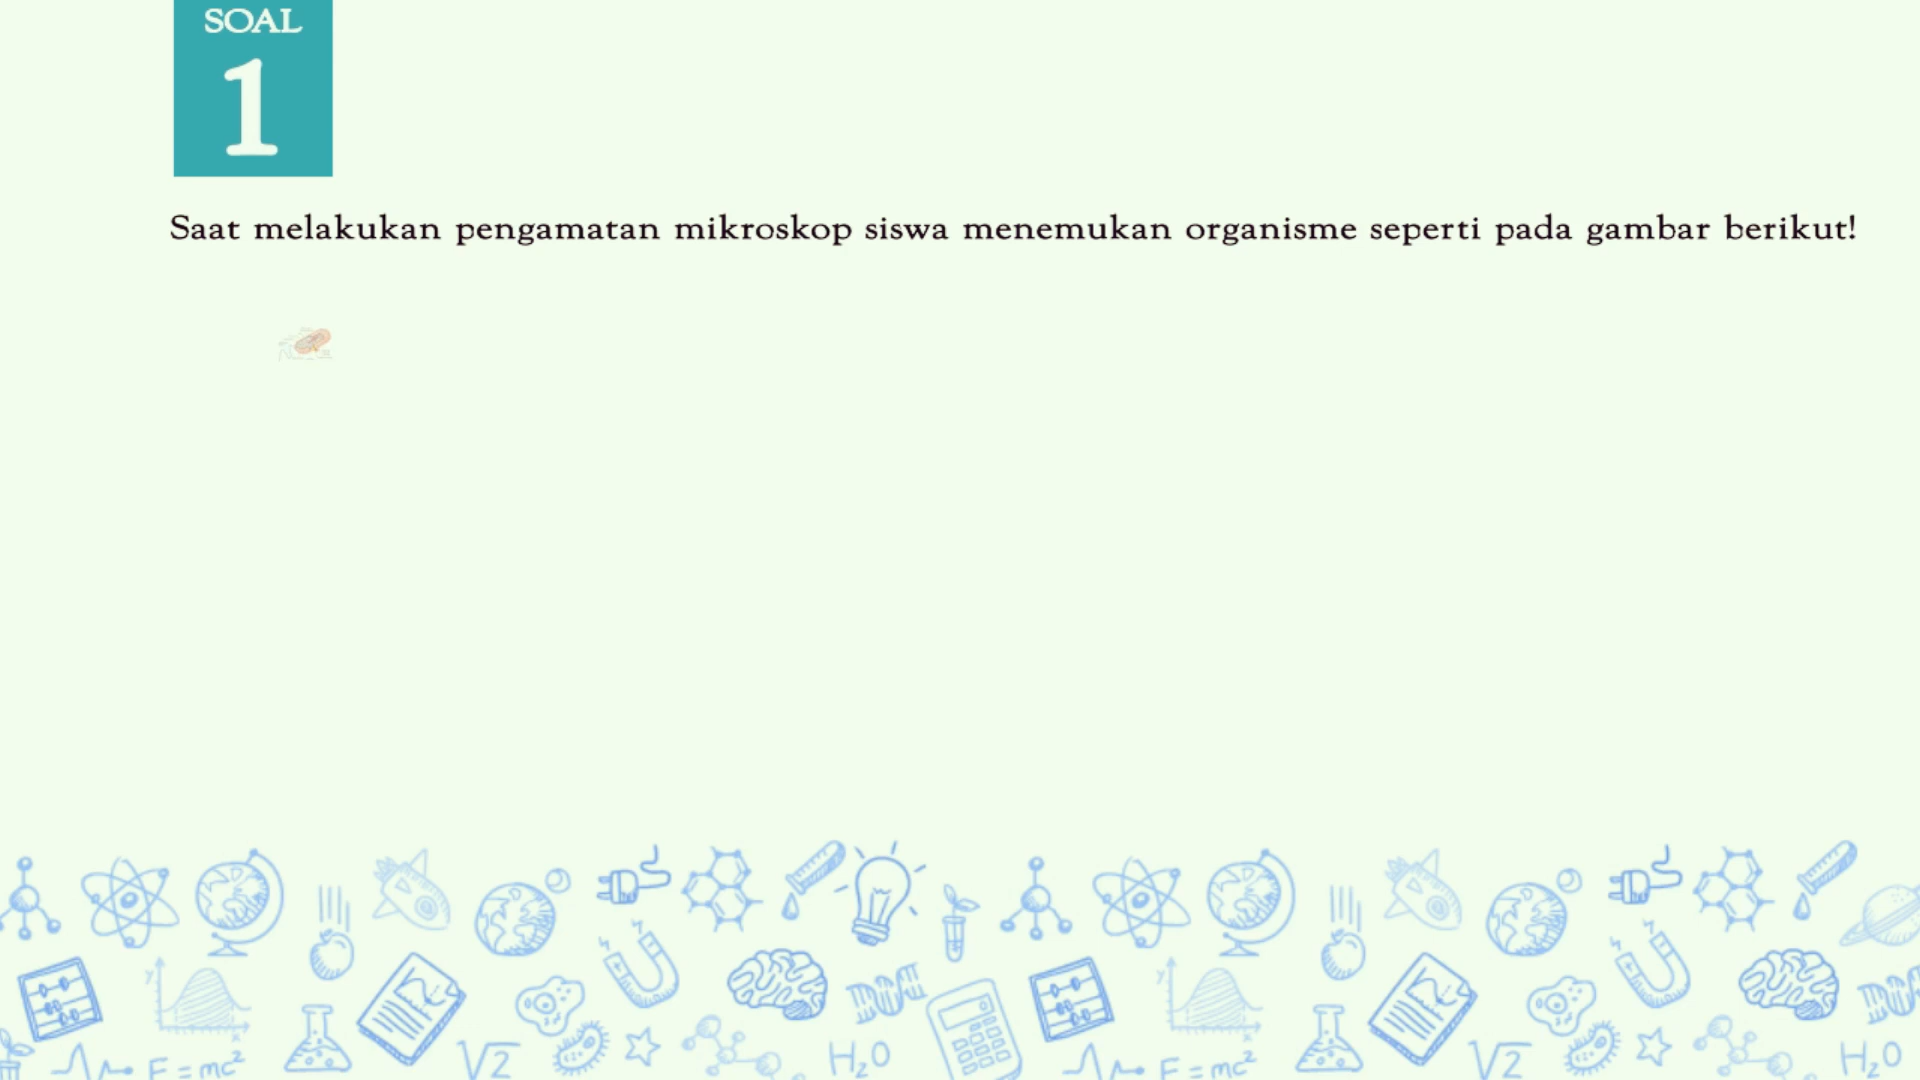 SOAL
1
Saat melakukan pengamatan mikroskop siswa menemukan organisme seperti pada gambar berikut!
y
x
E = mc²
√2
H₂O
y
x
E = mc²
√2
H₂O